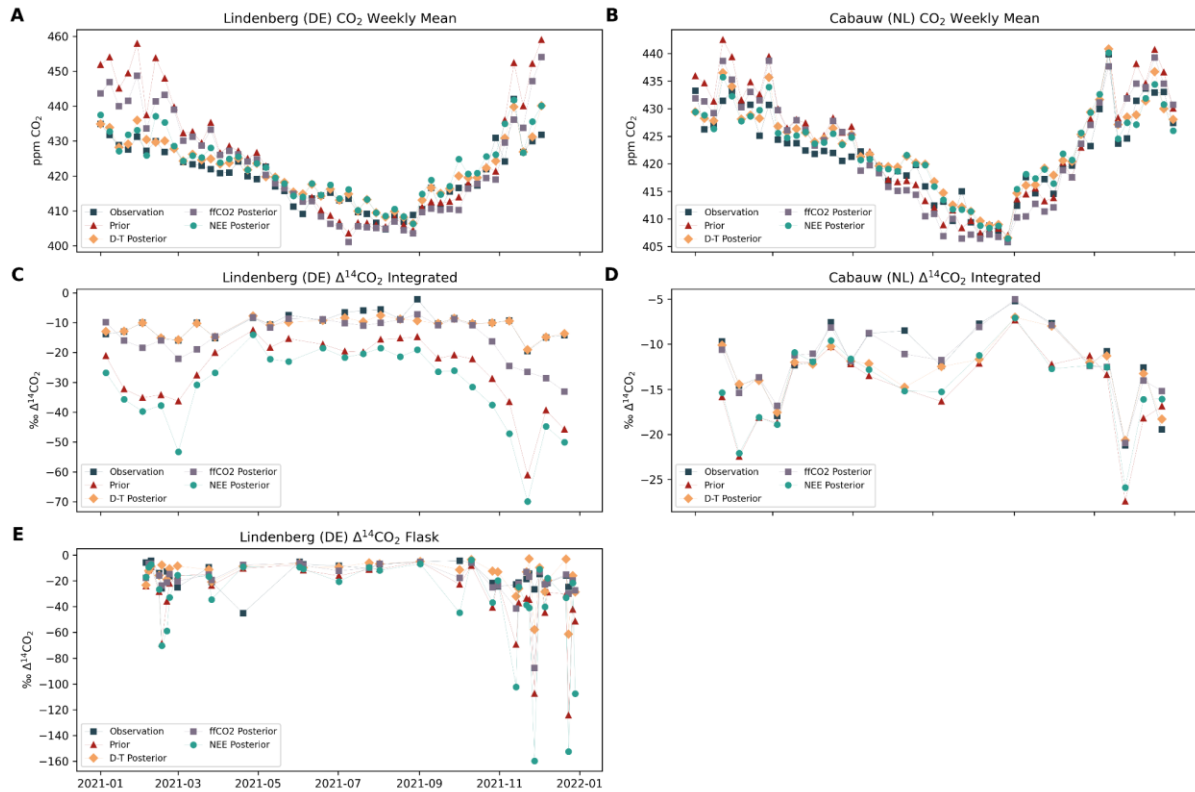 A
Lindenberg (DE) CO₂ Weekly Mean
460
450
440
430
420
410
400
ppm CO₂
Observation
Prior
D-T Posterior
ffCO2 Posterior
NEE Posterior
B
Cabauw (NL) CO₂ Weekly Mean
440
435
430
425
420
415
410
405
Observation
Prior
D-T Posterior
ffCO2 Posterior
NEE Posterior
C
Lindenberg (DE) Δ¹⁴CO₂ Integrated
0
−10
−20
−30
−40
−50
−60
−70
‰ Δ¹⁴CO₂
Observation
Prior
D-T Posterior
ffCO2 Posterior
NEE Posterior
D
Cabauw (NL) Δ¹⁴CO₂ Integrated
−5
−10
−15
−20
−25
‰ Δ¹⁴CO₂
Observation
Prior
D-T Posterior
ffCO2 Posterior
NEE Posterior
E
Lindenberg (DE) Δ¹⁴CO₂ Flask
0
−20
−40
−60
−80
−100
−120
−140
−160
‰ Δ¹⁴CO₂
Observation
Prior
D-T Posterior
ffCO2 Posterior
NEE Posterior
2021-01 2021-03 2021-05 2021-07 2021-09 2021-11 2022-01